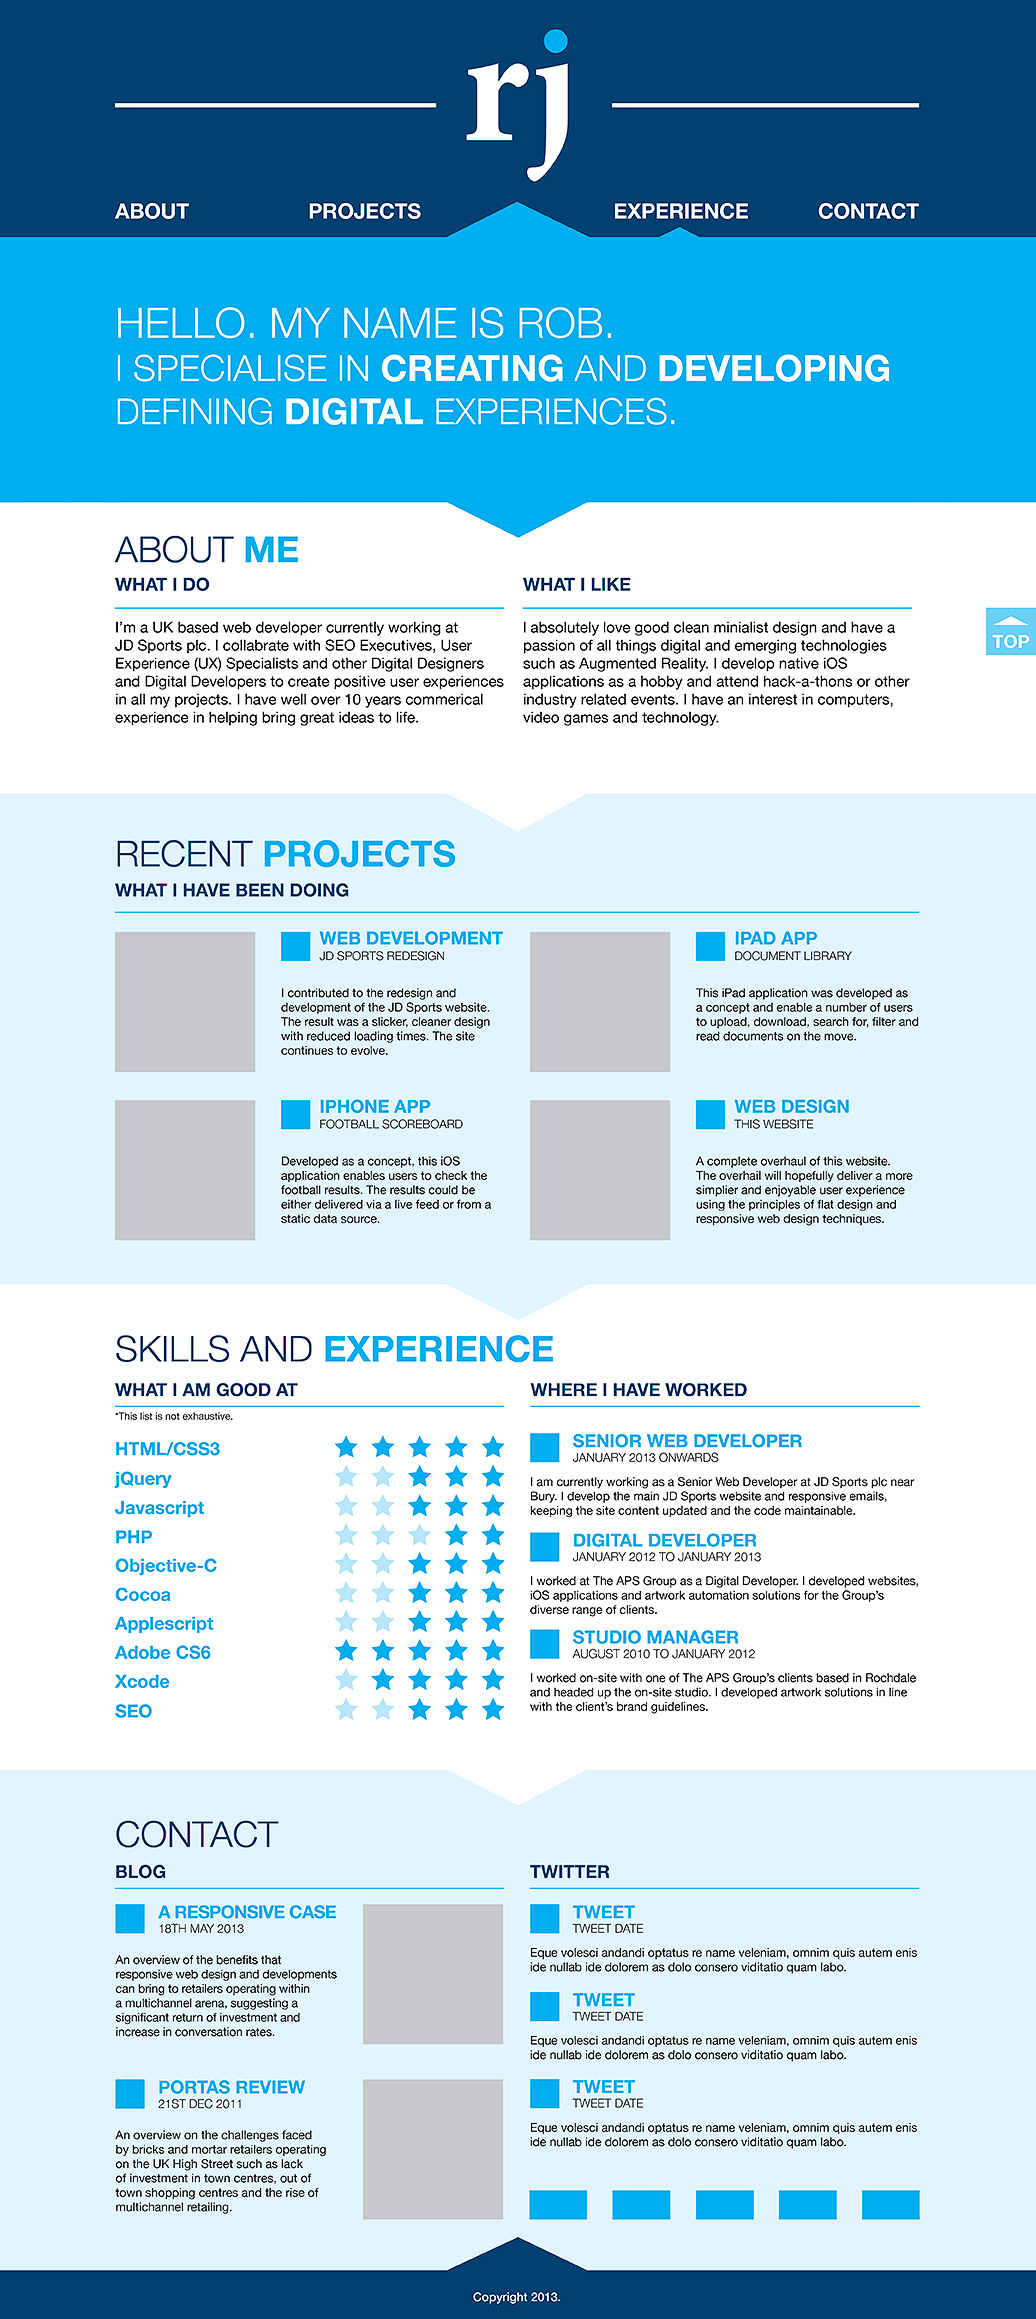 rj
ABOUT PROJECTS EXPERIENCE CONTACT
HELLO. MY NAME IS ROB.
I SPECIALISE IN CREATING AND DEVELOPING
DEFINING DIGITAL EXPERIENCES.
ABOUT ME
WHAT I DO
I'm a UK based web developer currently working at
JD Sports plc. I collabrate with SEO Executives, User
Experience (UX) Specialists and other Digital Designers
and Digital Developers to create positive user experiences
in all my projects. I have well over 10 years commerical
experience in helping bring great ideas to life.
WHAT I LIKE
I absolutely love good clean minialist design and have a
passion of all things digital and emerging technologies
such as Augmented Reality. I develop native iOS
applications as a hobby and attend hack-a-thons or other
industry related events. I have an interest in computers,
video games and technology.
TOP
RECENT PROJECTS
WHAT I HAVE BEEN DOING
WEB DEVELOPMENT
JD SPORTS REDESIGN
I contributed to the redesign and
development of the JD Sports website.
The result was a slicker, cleaner design
with reduced loading times. The site
continues to evolve.
IPAD APP
DOCUMENT LIBRARY
This iPad application was developed as
a concept and enable a number of users
to upload, download, search for, filter and
read documents on the move.
IPHONE APP
FOOTBALL SCOREBOARD
Developed as a concept, this iOS
application enables users to check the
football results. The results could be
either delivered via a live feed or from a
static data source.
WEB DESIGN
THIS WEBSITE
A complete overhaul of this website.
The overhail will hopefully deliver a more
simplier and enjoyable user experience
using the principles of flat design and
responsive web design techniques.
SKILLS AND EXPERIENCE
WHAT I AM GOOD AT
*This list is not exhaustive.
HTML/CSS3
jQuery
Javascript
PHP
Objective-C
Cocoa
Applescript
Adobe CS6
Xcode
SEO
WHERE I HAVE WORKED
SENIOR WEB DEVELOPER
JANUARY 2013 ONWARDS
I am currently working as a Senior Web Developer at JD Sports plc near
Bury. I develop the main JD Sports website and responsive emails,
keeping the site content updated and the code maintainable.
DIGITAL DEVELOPER
JANUARY 2012 TO JANUARY 2013
I worked at The APS Group as a Digital Developer. I developed websites,
iOS applications and artwork automation solutions for the Group's
diverse range of clients.
STUDIO MANAGER
AUGUST 2010 TO JANUARY 2012
I worked on-site with one of The APS Group's clients based in Rochdale
and headed up the on-site studio. I developed artwork solutions in line
with the client's brand guidelines.
CONTACT
BLOG
A RESPONSIVE CASE
18TH MAY 2013
An overview of the benefits that
responsive web design and developments
can bring to retailers operating within
a multichannel arena, suggesting a
significant return of investment and
increase in conversation rates.
PORTAS REVIEW
21ST DEC 2011
An overview on the challenges faced
by bricks and mortar retailers operating
on the UK High Street such as lack
of investment in town centres, out of
town shopping centres and the rise of
multichannel retailing.
TWITTER
TWEET
TWEET DATE
Eque volesci andandi optatus re name veleniam, omnim quis autem enis
ide nullab ide dolorem as dolo consero viditatio quam labo.
TWEET
TWEET DATE
Eque volesci andandi optatus re name veleniam, omnim quis autem enis
ide nullab ide dolorem as dolo consero viditatio quam labo.
TWEET
TWEET DATE
Eque volesci andandi optatus re name veleniam, omnim quis autem enis
ide nullab ide dolorem as dolo consero viditatio quam labo.
Copyright 2013.